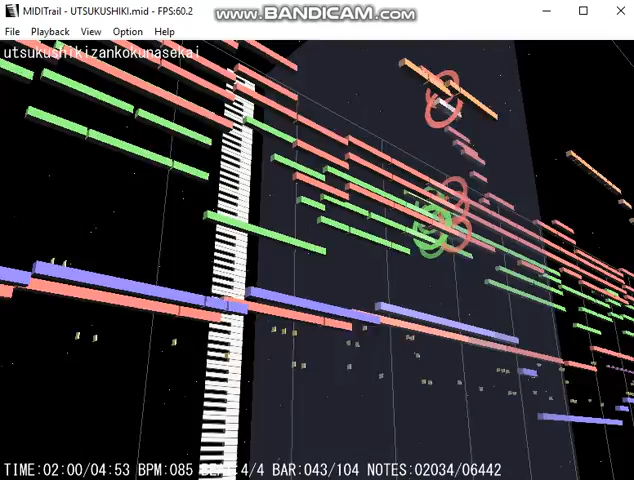 MIDITrail - UTSUKUSHIKI.mid - FPS:60.2
www.BANDICAM.com
File Playback View Option Help
utsukushikizankokunasekai
TIME:02:00/04:53 BPM:085 BEAT:4/4 BAR:043/104 NOTES:02034/06442